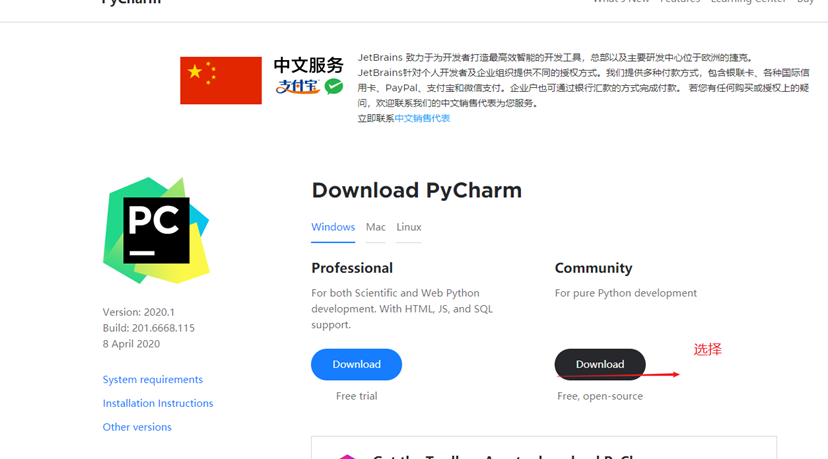 PyCharm
What's New Features Learning Center Buy
中文服务
支付宝
JetBrains 致力于为开发者打造最高效智能的开发工具，总部以及主要研发中心位于欧洲的捷克。
JetBrains针对个人开发者及企业组织提供不同的授权方式。我们提供多种付款方式，包含银联卡、各种国际信
用卡、PayPal、支付宝和微信支付。企业户也可通过银行汇款的方式完成付款。 若您有任何购买或授权上的疑
问，欢迎联系我们的中文销售代表为您服务。
立即联系中文销售代表
PC
Download PyCharm
Windows Mac Linux
Professional
For both Scientific and Web Python
development. With HTML, JS, and SQL
support.
Download
Free trial
Community
For pure Python development
Download
Free, open-source
选择
Version: 2020.1
Build: 201.6668.115
8 April 2020
System requirements
Installation Instructions
Other versions